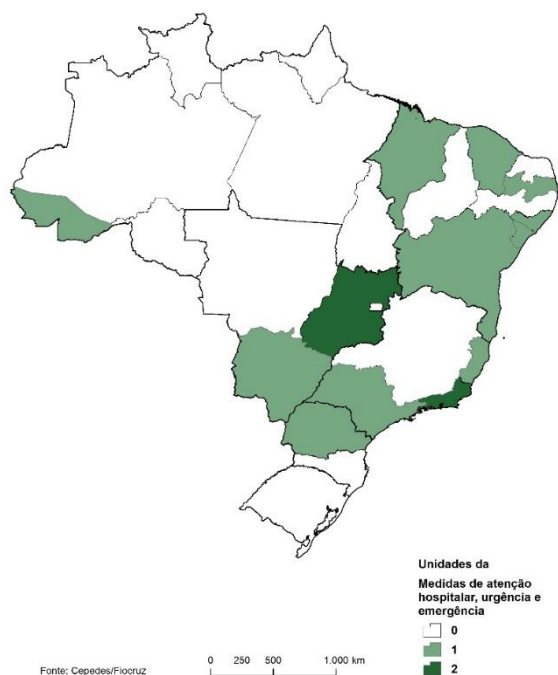 Unidades da
Medidas de atenção
hospitalar, urgência e
emergência
0
1
2
Fonte: Cepedes/Fiocruz
0 250 500 1.000 km